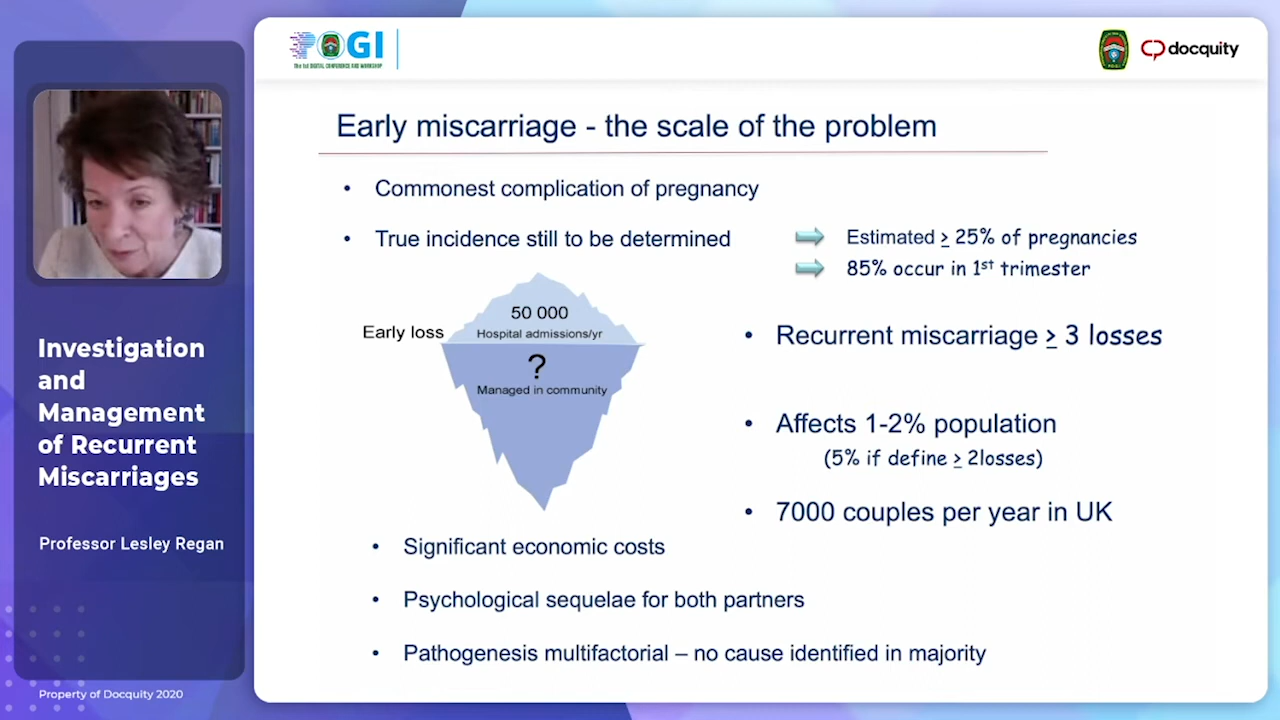 POGI
The 1st DIGITAL CONFERENCE AND WORKSHOP
docquity
Investigation
and
Management
of Recurrent
Miscarriages
Professor Lesley Regan
Property of Docquity 2020
Early miscarriage - the scale of the problem
• Commonest complication of pregnancy
• True incidence still to be determined
Estimated ≥ 25% of pregnancies
85% occur in 1st trimester
Early loss
50 000
Hospital admissions/yr
?
Managed in community
• Recurrent miscarriage ≥ 3 losses
• Affects 1-2% population
(5% if define ≥ 2losses)
• 7000 couples per year in UK
• Significant economic costs
• Psychological sequelae for both partners
• Pathogenesis multifactorial – no cause identified in majority